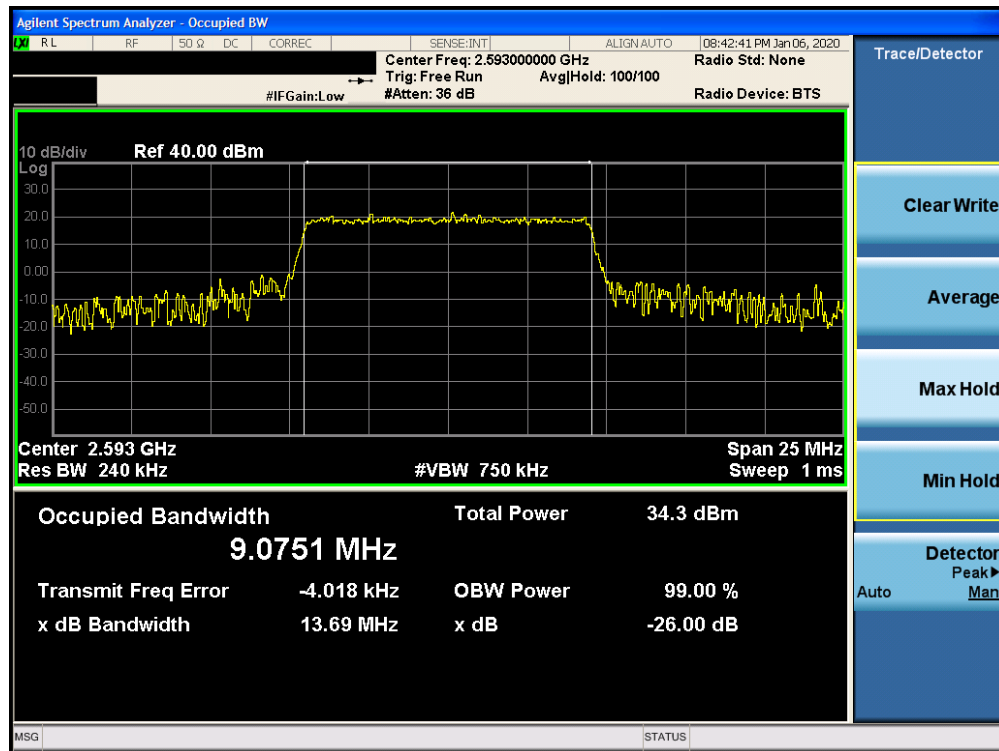 Agilent Spectrum Analyzer - Occupied BW
LXI RL RF 50 Ω DC CORREC SENSE:INT ALIGN AUTO 08:42:41 PM Jan 06, 2020
Center Freq: 2.593000000 GHz Radio Std: None
Trig: Free Run Avg|Hold: 100/100
#IFGain:Low #Atten: 36 dB Radio Device: BTS
10 dB/div Ref 40.00 dBm
Log
30.0
20.0
10.0
0.00
-10.0
-20.0
-30.0
-40.0
-50.0
Center 2.593 GHz Span 25 MHz
Res BW 240 kHz #VBW 750 kHz Sweep 1 ms
Occupied Bandwidth Total Power 34.3 dBm
9.0751 MHz
Transmit Freq Error -4.018 kHz OBW Power 99.00 %
x dB Bandwidth 13.69 MHz x dB -26.00 dB
Trace/Detector
Clear Write
Average
Max Hold
Min Hold
Detector
Peak▶
Auto Man
MSG STATUS